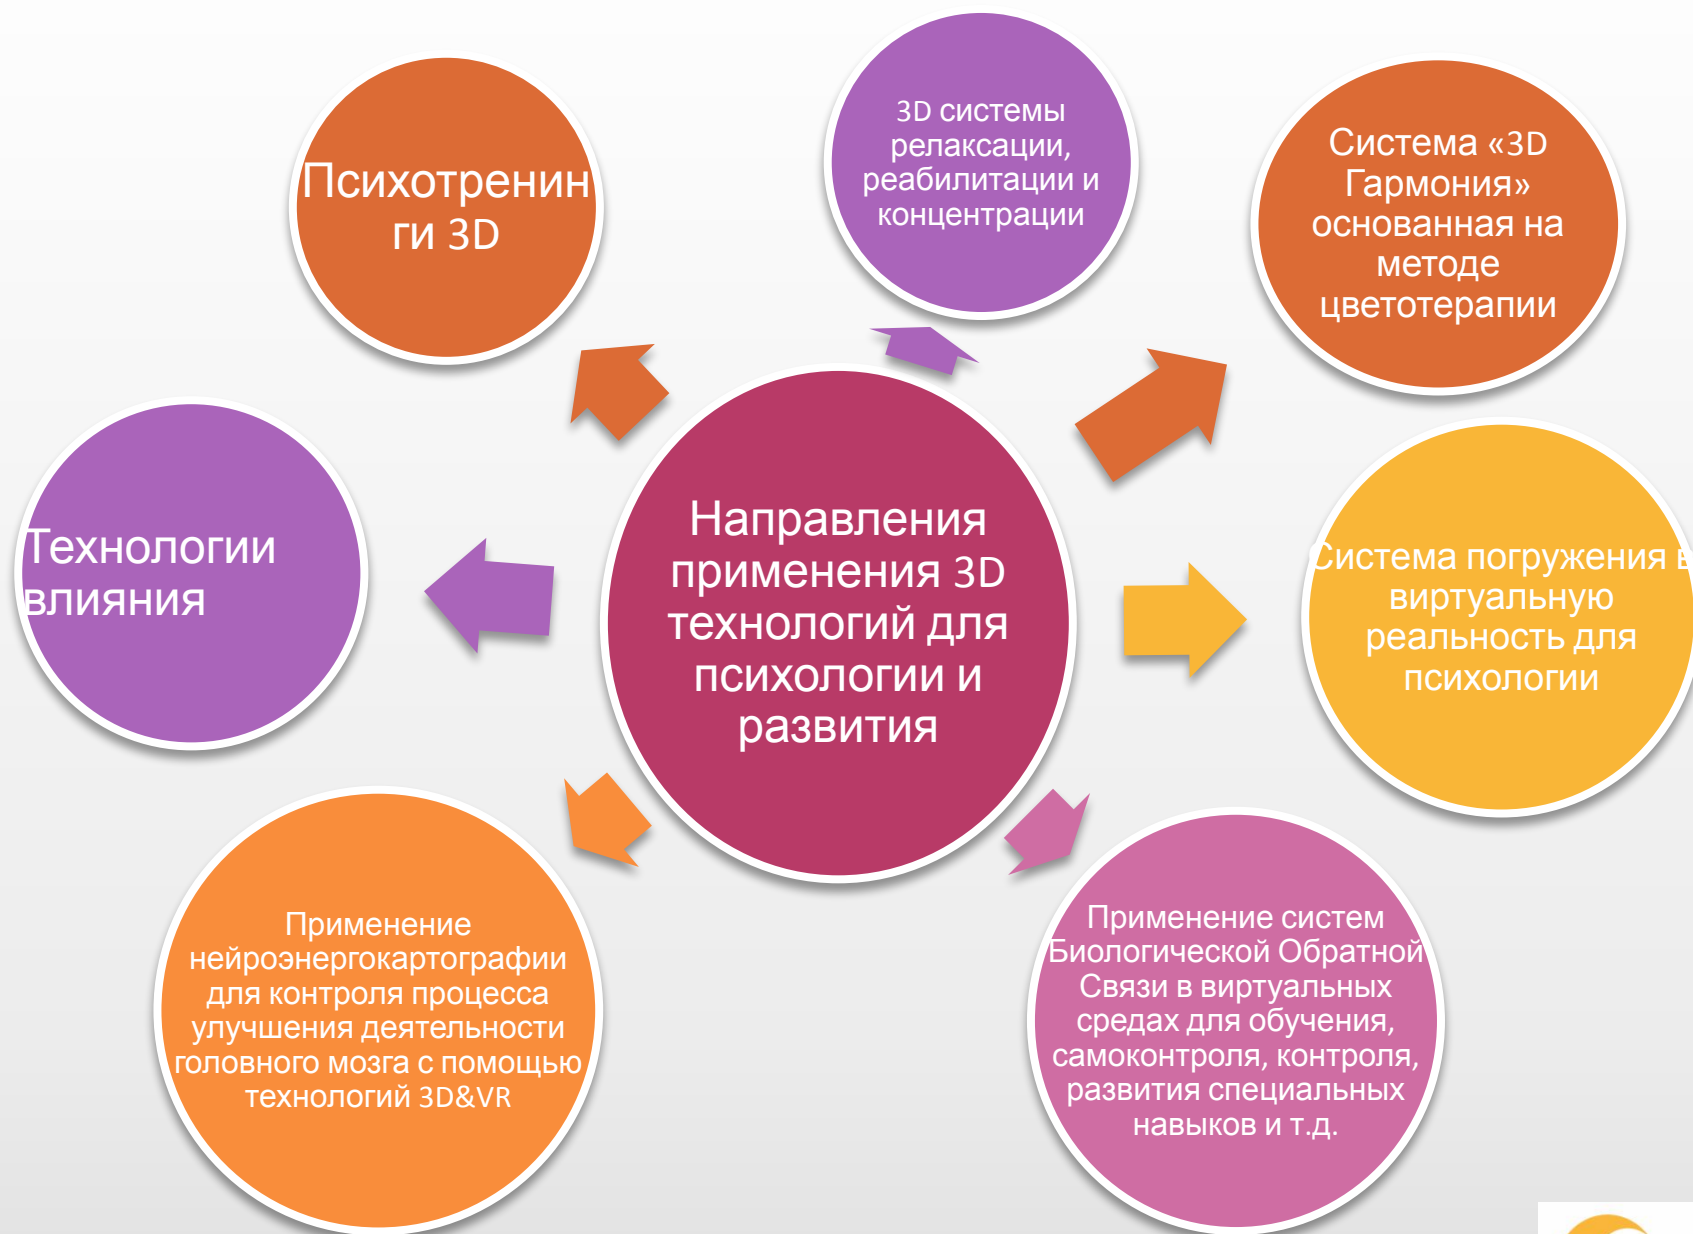 3D системы
релаксации,
реабилитации и
концентрации
Система «3D
Гармония»
основанная на
методе
цветотерапии
Система погружения в
виртуальную
реальность для
психологии
Применение систем
Биологической Обратной
Связи в виртуальных
средах для обучения,
самоконтроля, контроля,
развития специальных
навыков и т.д.
Применение
нейроэнергокартографии
для контроля процесса
улучшения деятельности
головного мозга с помощью
технологий 3D&VR
Технологии
влияния
Психотренин
ги 3D
Направления
применения 3D
технологий для
психологии и
развития